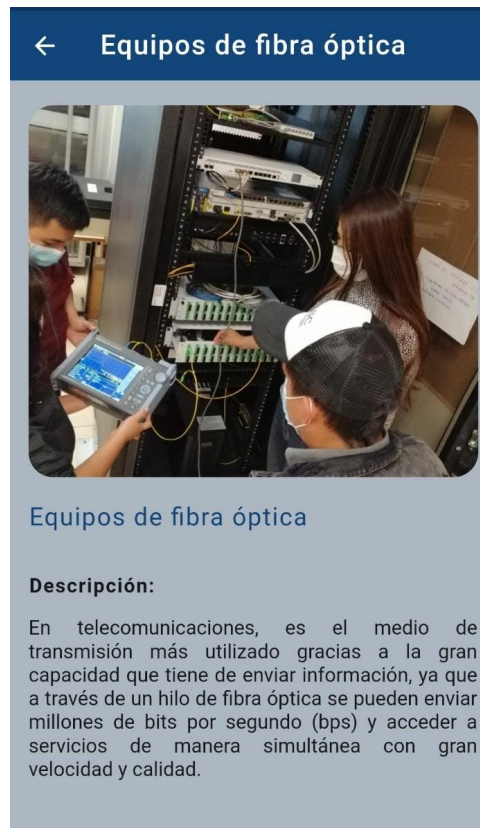 Equipos de fibra óptica
Equipos de fibra óptica
Descripción:
En telecomunicaciones, es el medio de
transmisión más utilizado gracias a la gran
capacidad que tiene de enviar información, ya que
a través de un hilo de fibra óptica se pueden enviar
millones de bits por segundo (bps) y acceder a
servicios de manera simultánea con gran
velocidad y calidad.